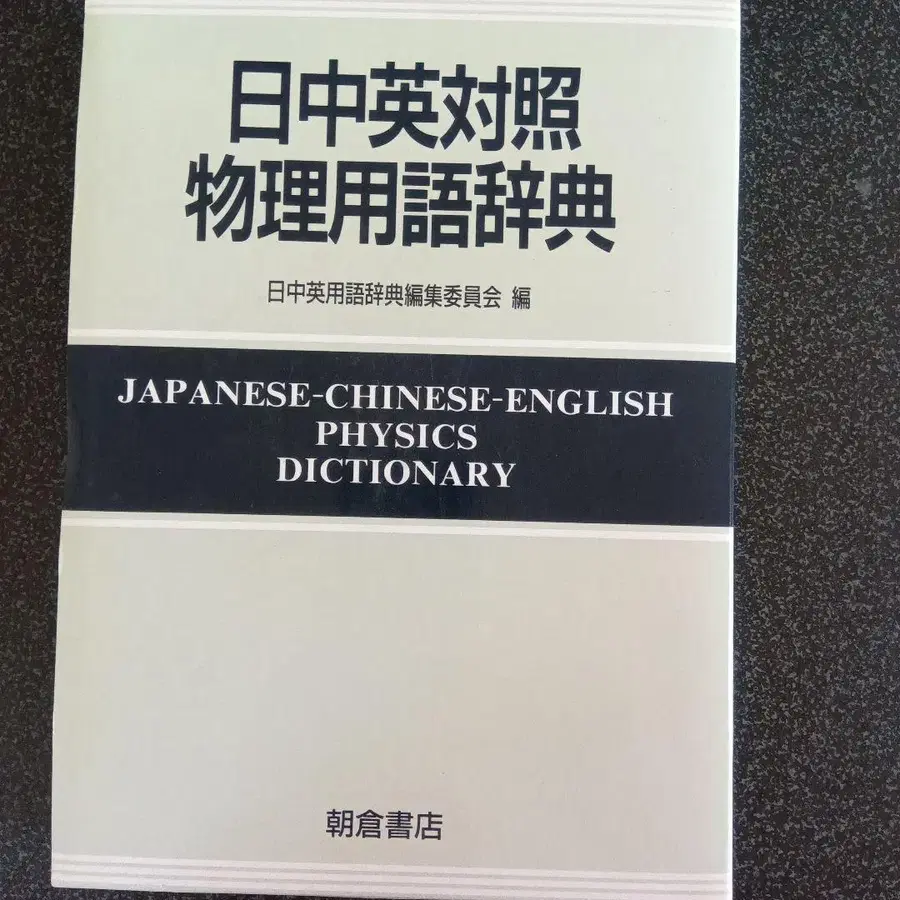 日中英対照
物理用語辞典
日中英用語辞典編集委員会 編
JAPANESE-CHINESE-ENGLISH
PHYSICS
DICTIONARY
朝倉書店